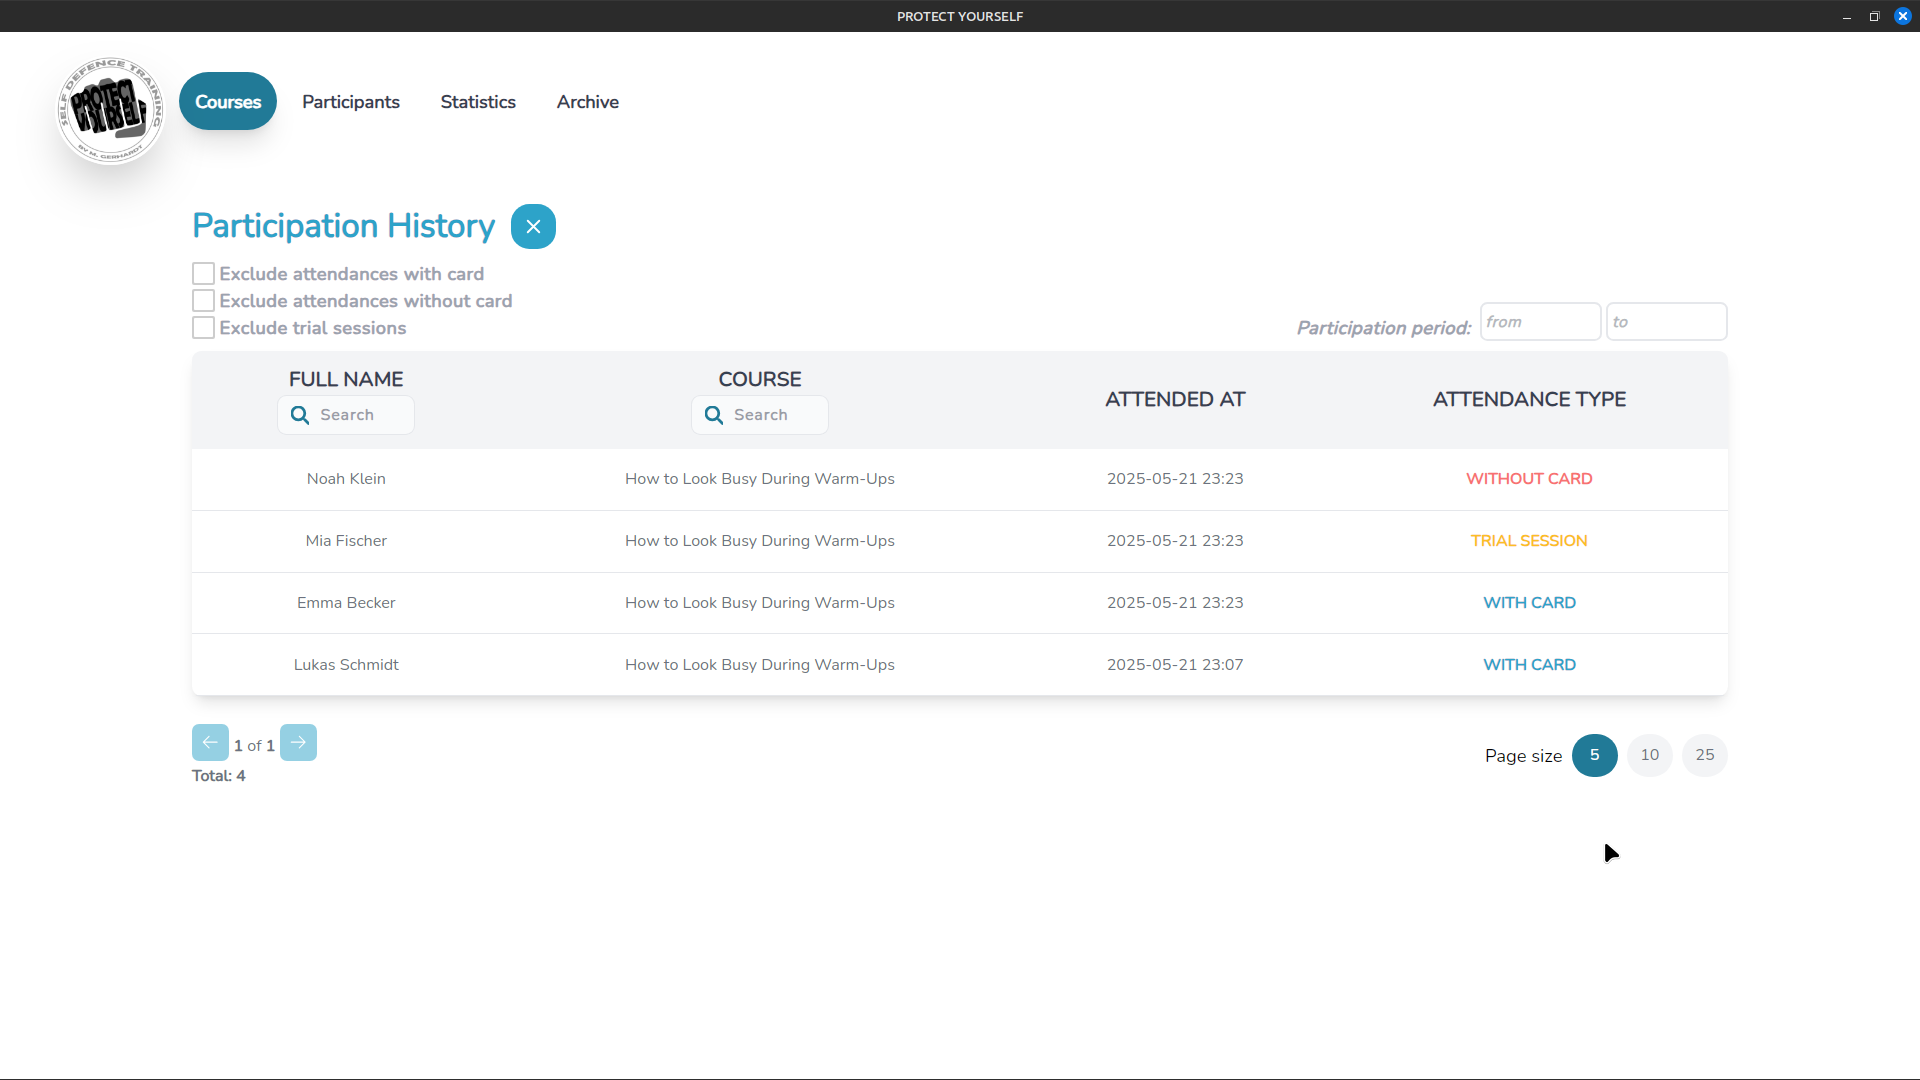 PROTECT YOURSELF
SELF DEFENCE TRAINING
PROTECT
YOURSELF
BY M. GERHARDT
Courses Participants Statistics Archive
Participation History
Exclude attendances with card
Exclude attendances without card
Exclude trial sessions
Participation period: from to
FULL NAME COURSE ATTENDED AT ATTENDANCE TYPE
Search Search
Noah Klein How to Look Busy During Warm-Ups 2025-05-21 23:23 WITHOUT CARD
Mia Fischer How to Look Busy During Warm-Ups 2025-05-21 23:23 TRIAL SESSION
Emma Becker How to Look Busy During Warm-Ups 2025-05-21 23:23 WITH CARD
Lukas Schmidt How to Look Busy During Warm-Ups 2025-05-21 23:07 WITH CARD
1 of 1
Total: 4
Page size 5 10 25